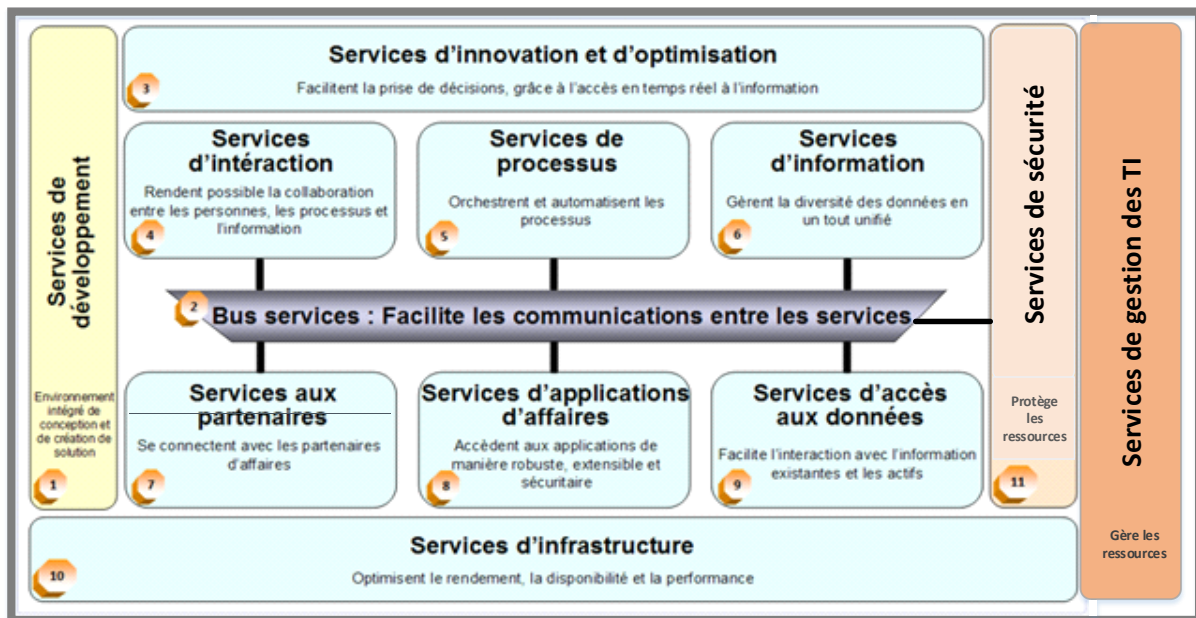 Services d'innovation et d'optimisation
Facilitent la prise de décisions, grâce à l'accès en temps réel à l'information
3
Services de
développement
Environnement
intégré de
conception et
de création de
solution
1
Services
d'intéraction
Rendent possible la collaboration
entre les personnes, les processus et
l'information
4
Services de
processus
Orchestrent et automatisent les
processus
5
Services
d'information
Gèrent la diversité des données en
un tout unifié
6
2
Bus services : Facilite les communications entre les services
Services aux
partenaires
Se connectent avec les partenaires
d'affaires
7
Services d'applications
d'affaires
Accèdent aux applications de
manière robuste, extensible et
sécuritaire
8
Services d'accès
aux données
Facilite l'interaction avec l'information
existantes et les actifs
9
Services de sécurité
Protège
les
ressources
11
Services de gestion des TI
Gère les
ressources
Services d'infrastructure
Optimisent le rendement, la disponibilité et la performance
10